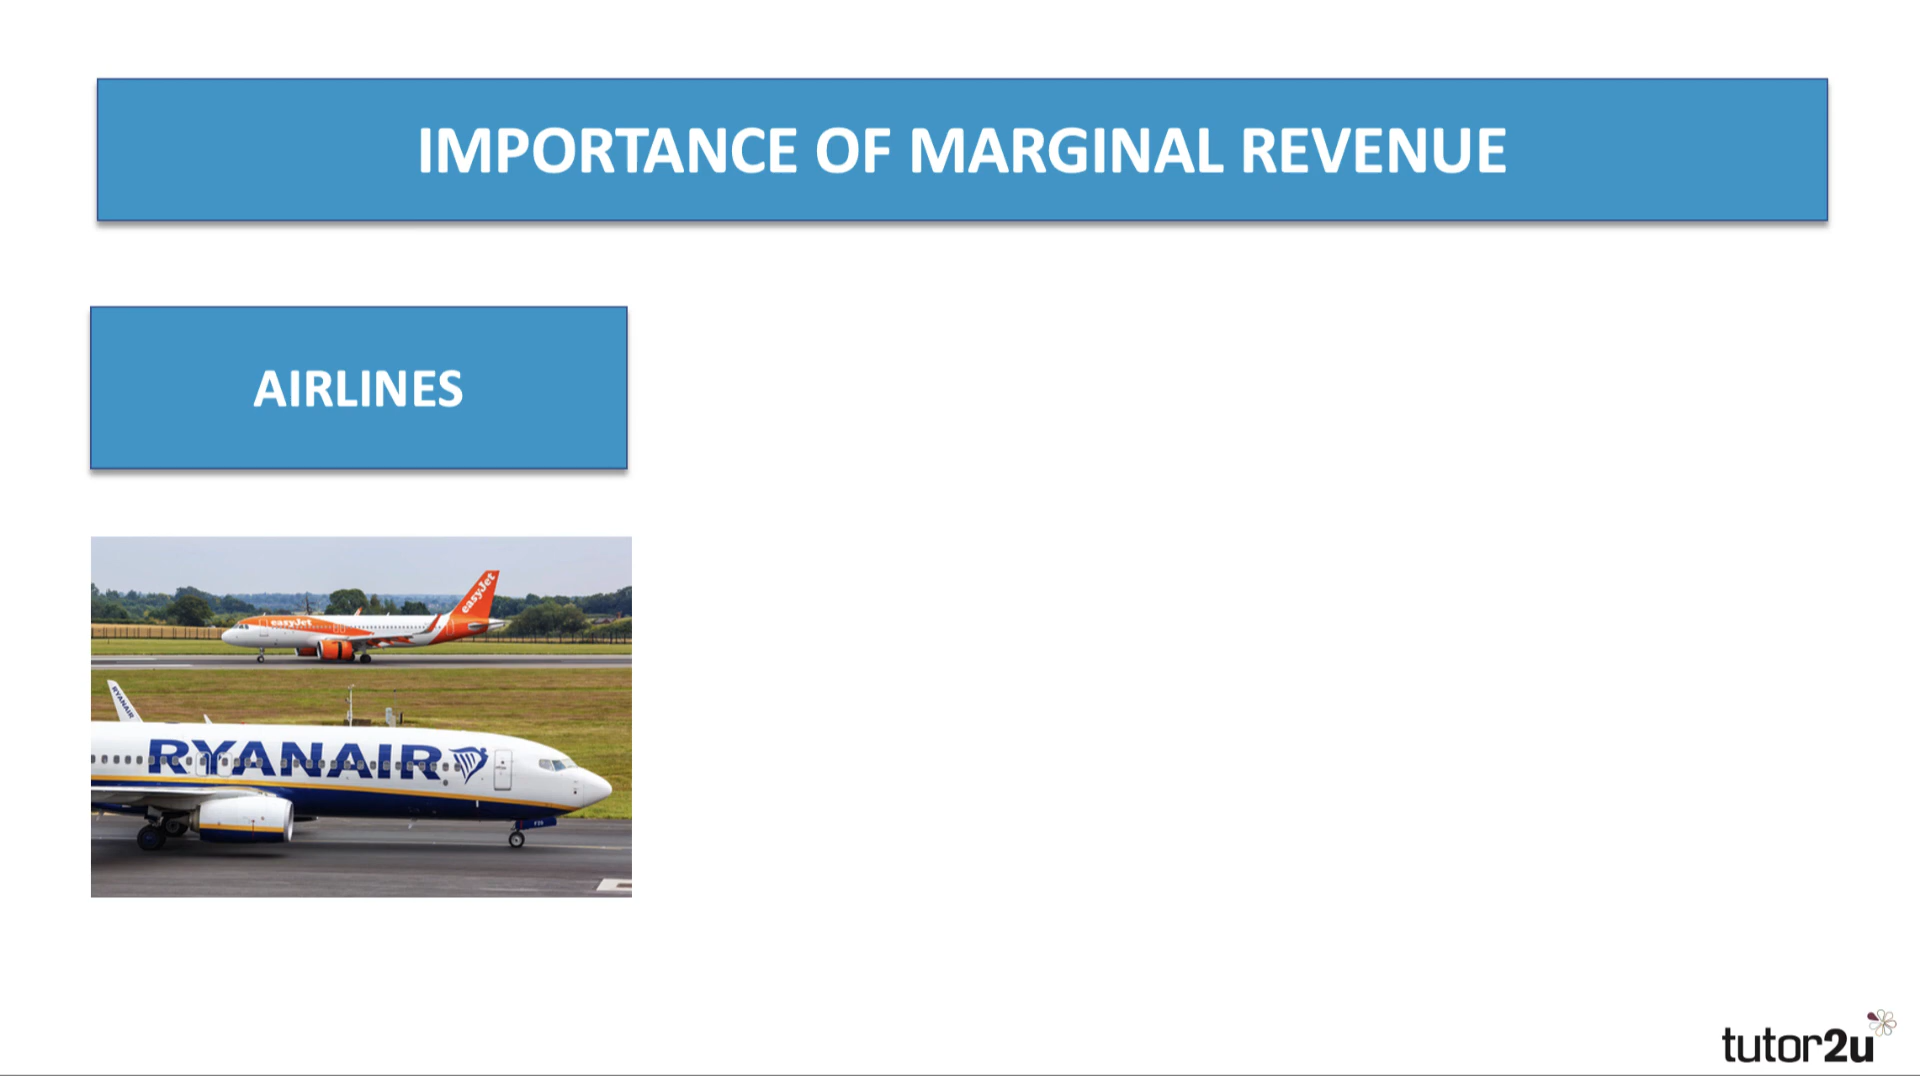 IMPORTANCE OF MARGINAL REVENUE
AIRLINES
easyJet
easyJet
RYANAIR
RYANAIR
tutor2u